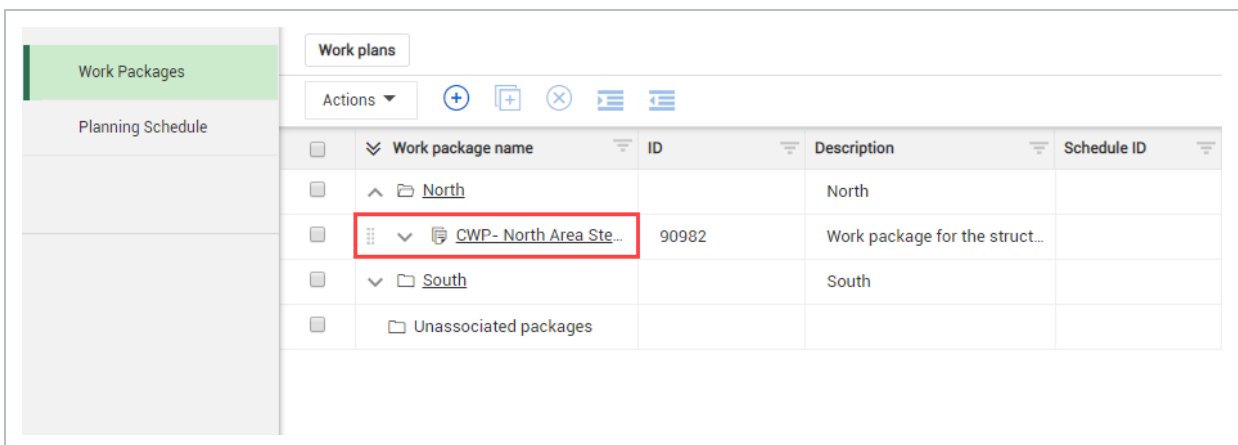 Work Packages
Planning Schedule
Work plans
Actions
Work package name ID Description Schedule ID
North North
CWP- North Area Ste... 90982 Work package for the struct...
South South
Unassociated packages